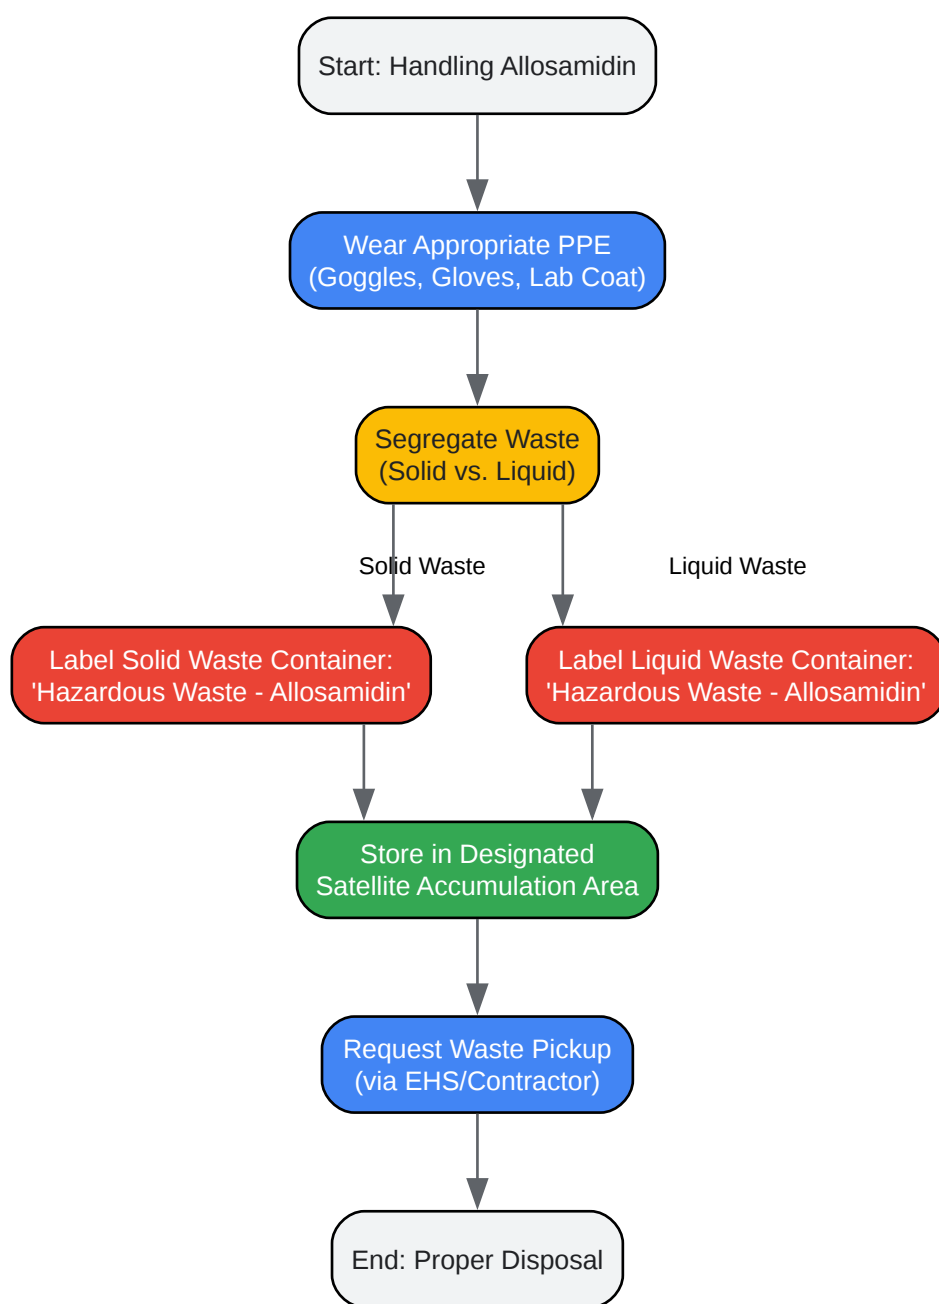 Start: Handling Allosamidin
Wear Appropriate PPE
(Goggles, Gloves, Lab Coat)
Segregate Waste
(Solid vs. Liquid)
Solid Waste
Liquid Waste
Label Solid Waste Container:
'Hazardous Waste - Allosamidin'
Label Liquid Waste Container:
'Hazardous Waste - Allosamidin'
Store in Designated
Satellite Accumulation Area
Request Waste Pickup
(via EHS/Contractor)
End: Proper Disposal